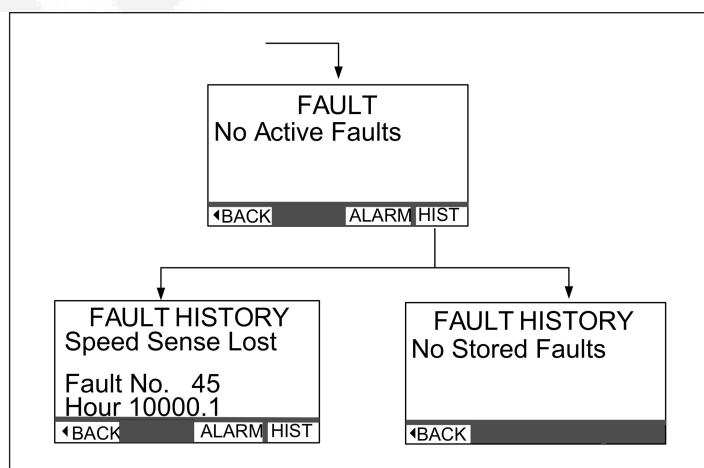 FAULT
No Active Faults
◂BACK ALARM HIST
FAULT HISTORY
Speed Sense Lost
Fault No. 45
Hour 10000.1
◂BACK ALARM HIST
FAULT HISTORY
No Stored Faults
◂BACK